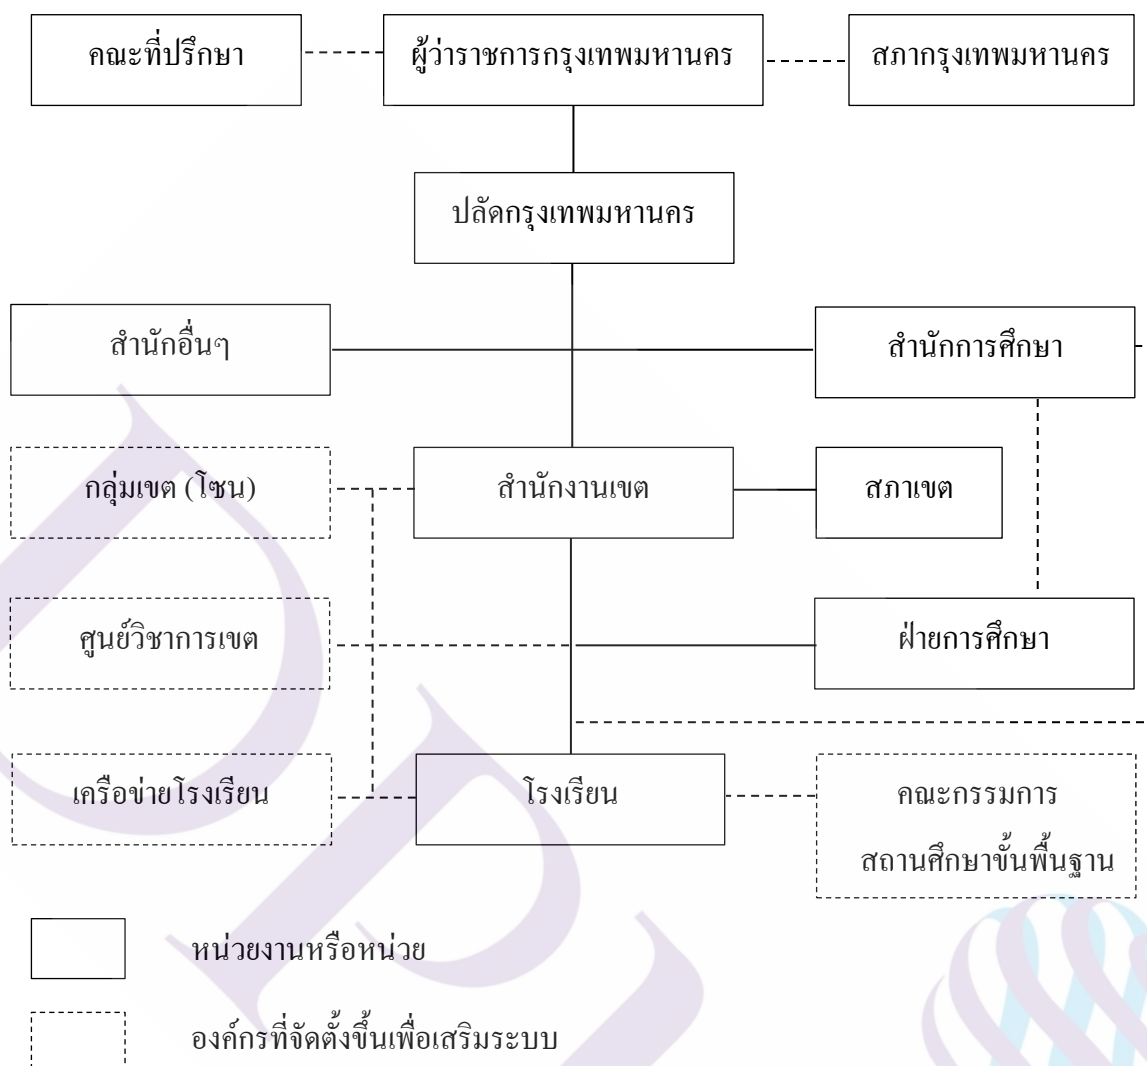 คณะที่ปรึกษา
ผู้ว่าราชการกรุงเทพมหานคร
สภากรุงเทพมหานคร
ปลัดกรุงเทพมหานคร
สำนักอื่นๆ
สำนักการศึกษา
กลุ่มเขต (โซน)
สำนักงานเขต
สภาเขต
ศูนย์วิชาการเขต
ฝ่ายการศึกษา
เครือข่ายโรงเรียน
โรงเรียน
คณะกรรมการ
สถานศึกษาขั้นพื้นฐาน
หน่วยงานหรือหน่วย
องค์กรที่จัดตั้งขึ้นเพื่อเสริมระบบ